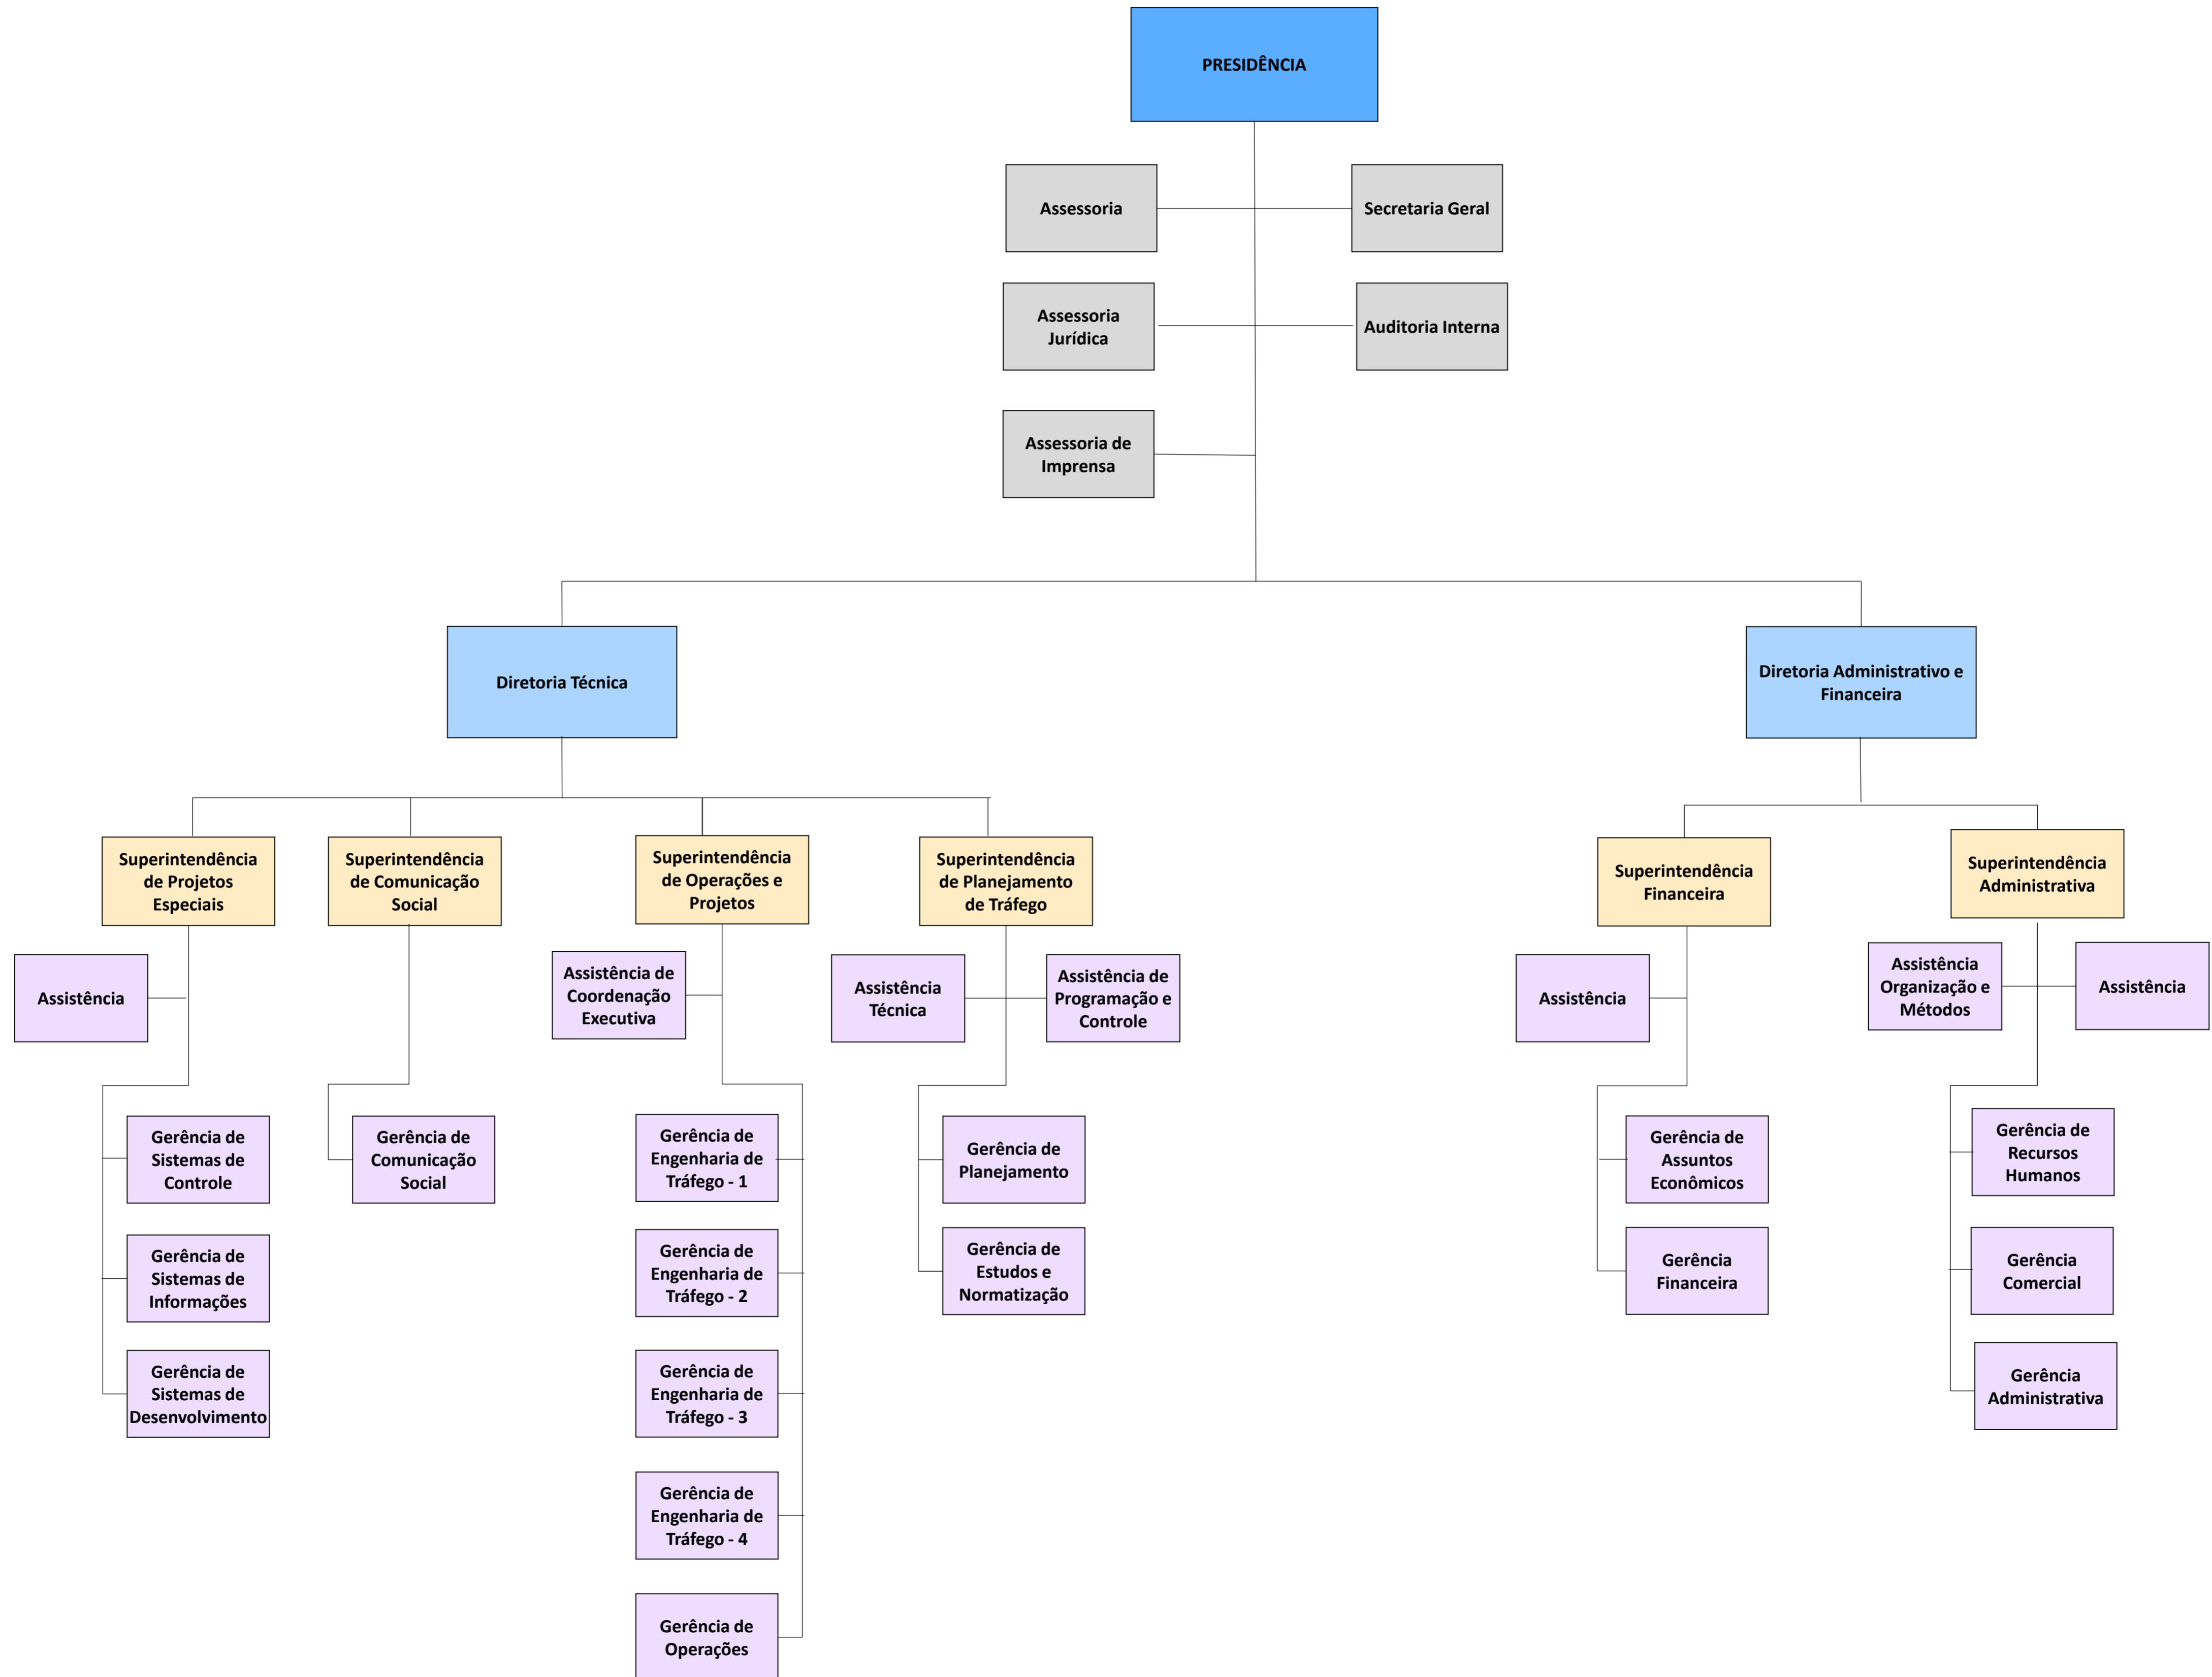 PRESIDÊNCIA
Assessoria
Secretaria Geral
Assessoria
Jurídica
Auditoria Interna
Assessoria de
Imprensa
Diretoria Técnica
Diretoria Administrativo e
Financeira
Superintendência
de Projetos
Especiais
Superintendência
de Comunicação
Social
Superintendência
de Operações e
Projetos
Superintendência
de Planejamento
de Tráfego
Superintendência
Financeira
Superintendência
Administrativa
Assistência
Assistência de
Coordenação
Executiva
Assistência
Técnica
Assistência de
Programação e
Controle
Assistência
Assistência
Organização e
Métodos
Assistência
Gerência de
Sistemas de
Controle
Gerência de
Comunicação
Social
Gerência de
Engenharia de
Tráfego - 1
Gerência de
Planejamento
Gerência de
Assuntos
Econômicos
Gerência de
Recursos
Humanos
Gerência de
Sistemas de
Informações
Gerência de
Engenharia de
Tráfego - 2
Gerência de
Estudos e
Normatização
Gerência
Financeira
Gerência
Comercial
Gerência de
Sistemas de
Desenvolvimento
Gerência de
Engenharia de
Tráfego - 3
Gerência
Administrativa
Gerência de
Engenharia de
Tráfego - 4
Gerência de
Operações